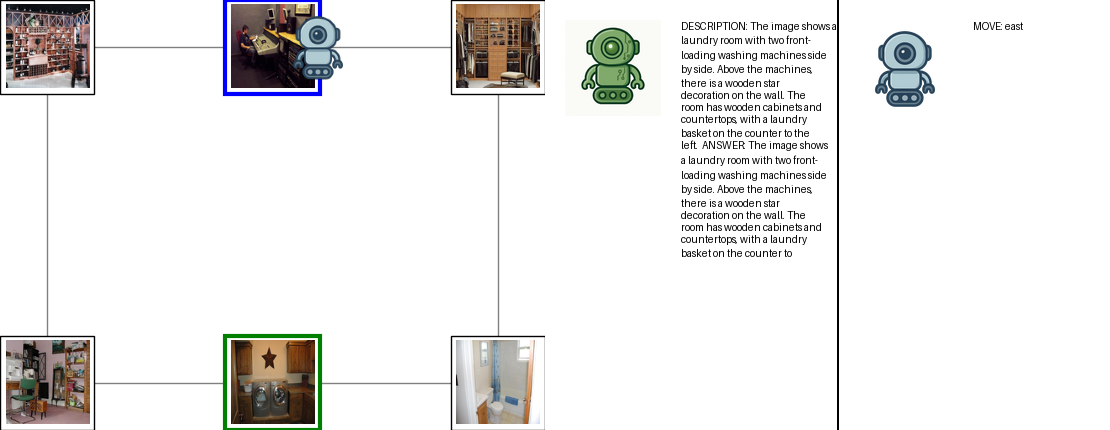 DESCRIPTION: The image shows a
laundry room with two front-
loading washing machines side
by side. Above the machines,
there is a wooden star
decoration on the wall. The
room has wooden cabinets and
countertops, with a laundry
basket on the counter to the
left. ANSWER: The image shows
a laundry room with two front-
loading washing machines side
by side. Above the machines,
there is a wooden star
decoration on the wall. The
room has wooden cabinets and
countertops, with a laundry
basket on the counter to
MOVE: east